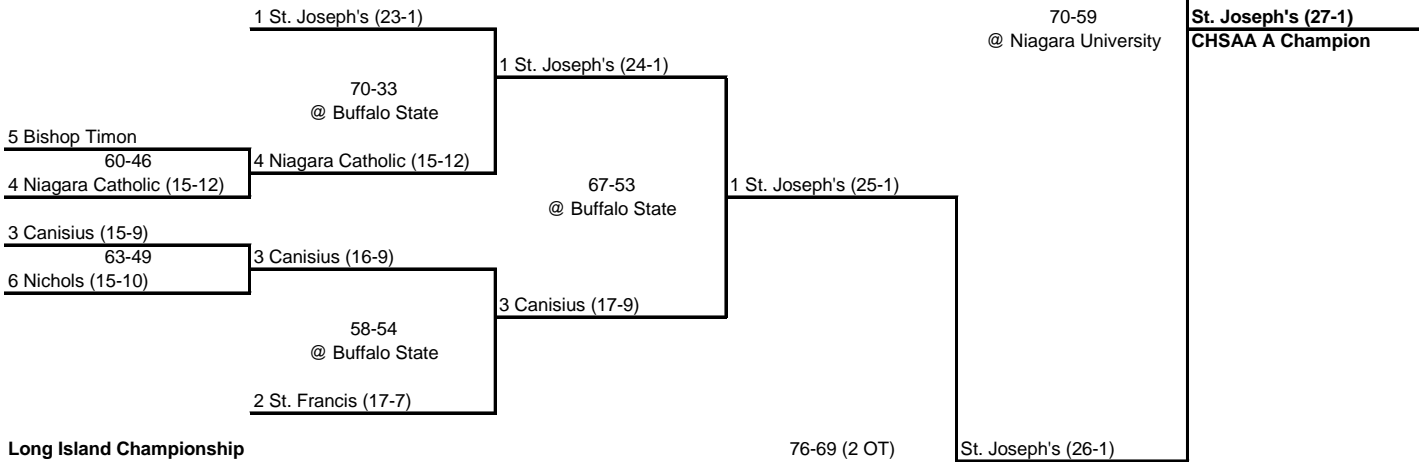 1 St. Joseph's (23-1)
70-59
St. Joseph's (27-1)
@ Niagara University
CHSAA A Champion
1 St. Joseph's (24-1)
70-33
@ Buffalo State
5 Bishop Timon
60-46
4 Niagara Catholic (15-12)
4 Niagara Catholic (15-12)
67-53
1 St. Joseph's (25-1)
@ Buffalo State
3 Canisius (15-9)
63-49
3 Canisius (16-9)
6 Nichols (15-10)
3 Canisius (17-9)
58-54
@ Buffalo State
2 St. Francis (17-7)
Long Island Championship
76-69 (2 OT)
St. Joseph's (26-1)